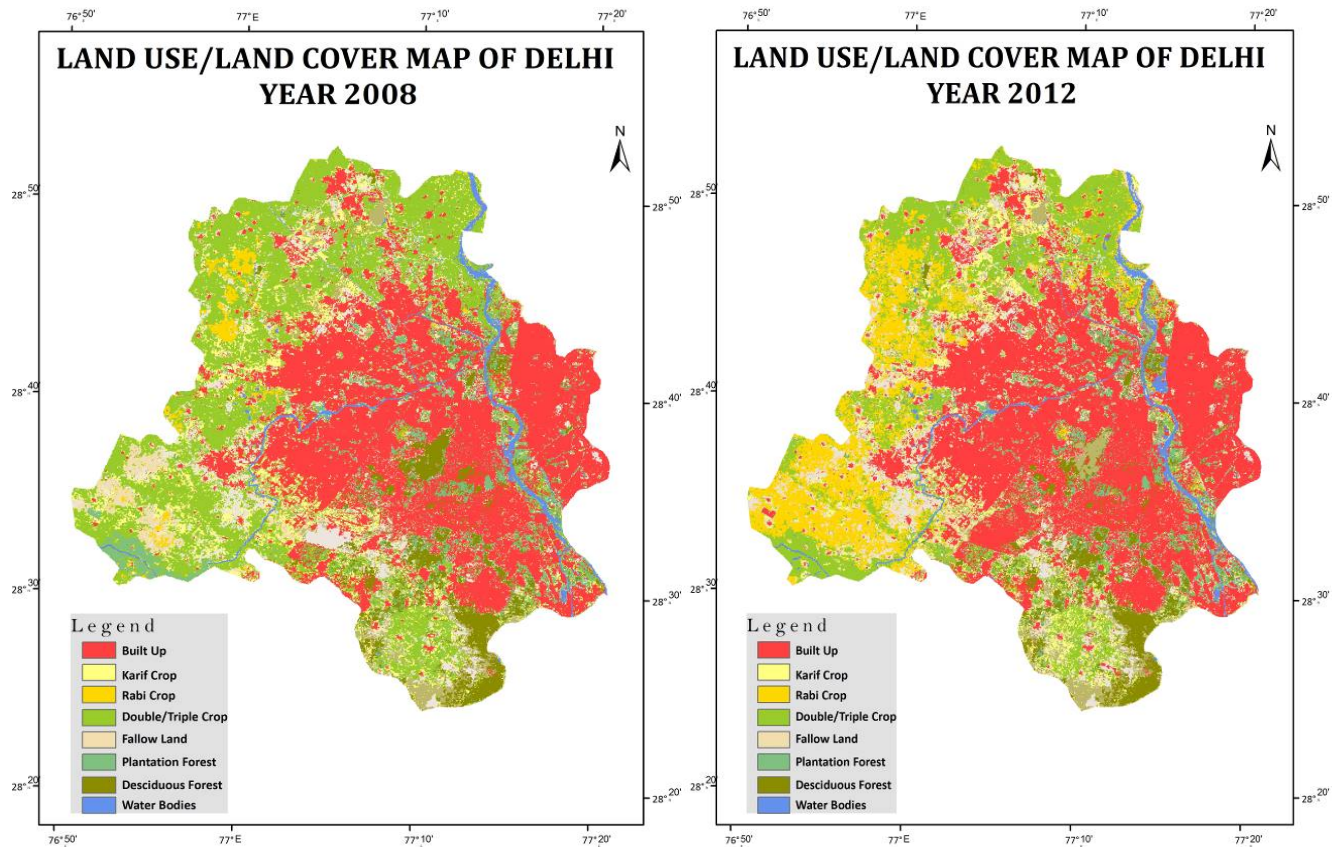 76°50'
77°E
77°10'
77°20'
LAND USE/LAND COVER MAP OF DELHI
YEAR 2008
N
28°.50'
28°.50'
28°.40'
28°.40'
28°.30'
28°.30'
28°.20'
28°.20'
Legend
Built Up
Karif Crop
Rabi Crop
Double/Triple Crop
Fallow Land
Plantation Forest
Desciduous Forest
Water Bodies
76°50'
77°E
77°10'
77°20'
76°50'
77°E
77°10'
77°20'
LAND USE/LAND COVER MAP OF DELHI
YEAR 2012
N
28°.50'
28°.50'
28°.40'
28°.40'
28°.30'
28°.30'
28°.20'
28°.20'
Legend
Built Up
Karif Crop
Rabi Crop
Double/Triple Crop
Fallow Land
Plantation Forest
Desciduous Forest
Water Bodies
76°50'
77°E
77°10'
77°20'